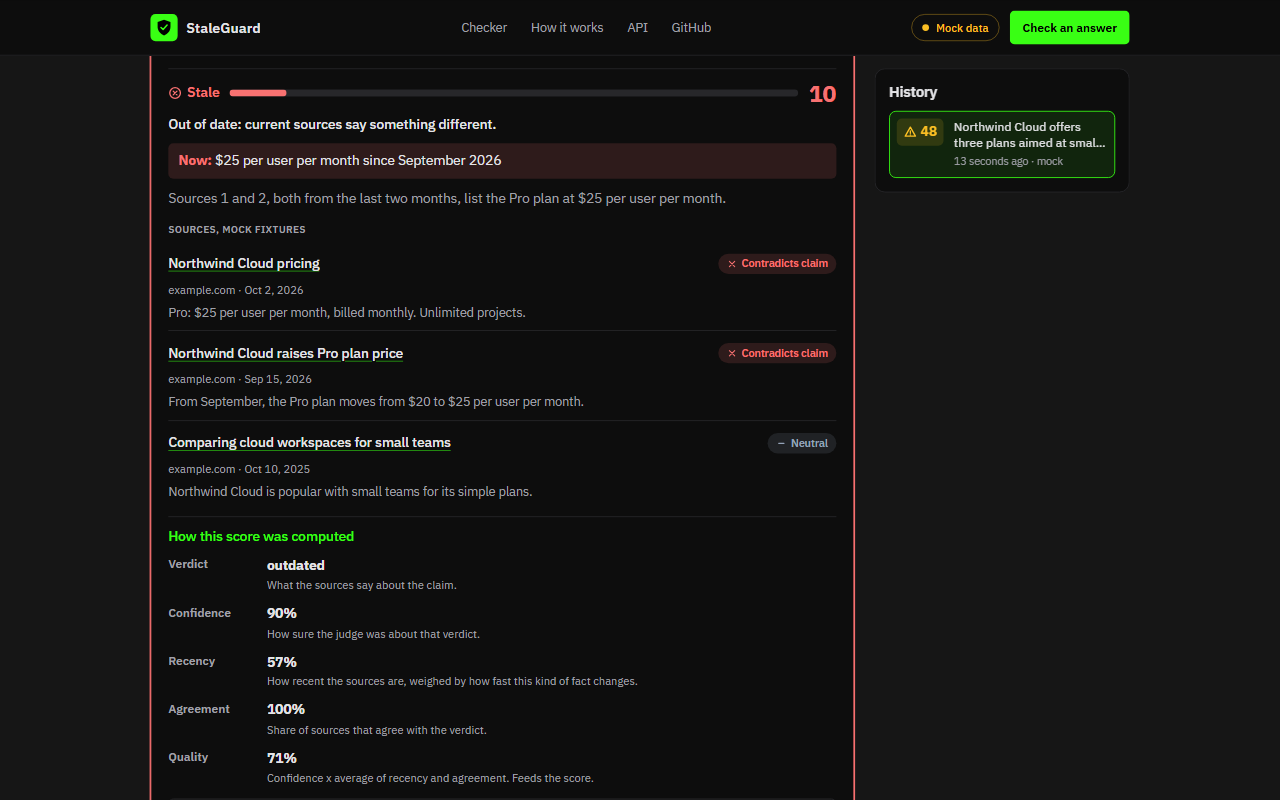 StaleGuard
Checker
How it works
API
GitHub
Mock data
Check an answer
Stale
10
Out of date: current sources say something different.
Now: $25 per user per month since September 2026
Sources 1 and 2, both from the last two months, list the Pro plan at $25 per user per month.
SOURCES, MOCK FIXTURES
Northwind Cloud pricing
Contradicts claim
example.com · Oct 2, 2026
Pro: $25 per user per month, billed monthly. Unlimited projects.
Northwind Cloud raises Pro plan price
Contradicts claim
example.com · Sep 15, 2026
From September, the Pro plan moves from $20 to $25 per user per month.
Comparing cloud workspaces for small teams
Neutral
example.com · Oct 10, 2025
Northwind Cloud is popular with small teams for its simple plans.
How this score was computed
Verdict
outdated
What the sources say about the claim.
Confidence
90%
How sure the judge was about that verdict.
Recency
57%
How recent the sources are, weighed by how fast this kind of fact changes.
Agreement
100%
Share of sources that agree with the verdict.
Quality
71%
Confidence x average of recency and agreement. Feeds the score.
History
48
Northwind Cloud offers
three plans aimed at smal...
13 seconds ago · mock